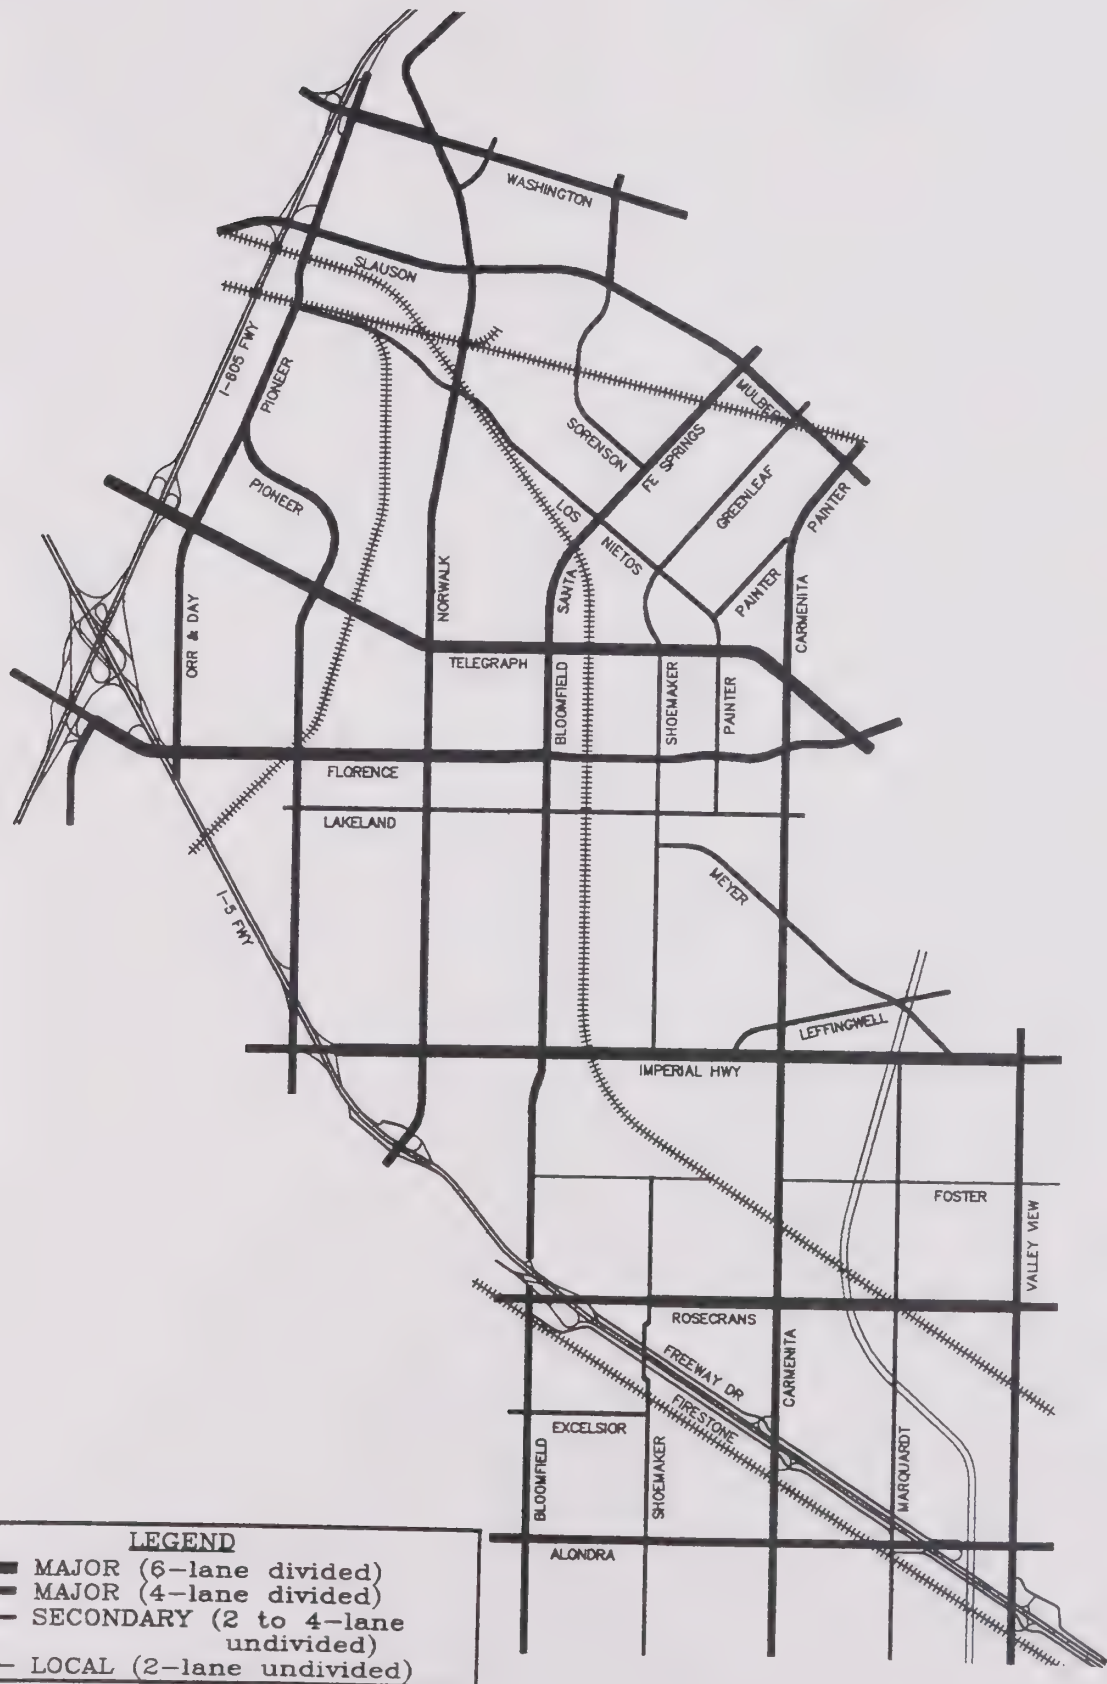 WASHINGTON
SLAUSON
I-605 FWY
PIONEER
MULBER
SORENSON
FE SPRINGS
GREENLEAF
PIONEER
LOS
NIETOS
PAINTER
PAINTER
NORWALK
SANTA
ORR & DAY
CARMENITA
TELEGRAPH
BLOOMFIELD
SHOEMAKER
PAINTER
FLORENCE
LAKELAND
MEYER
I-5 FWY
LEFFINGWELL
IMPERIAL HWY
FOSTER
VALLEY VIEW
ROSECRANS
FREEWAY DR
CARMENITA
FIRESTONE
EXCELSIOR
BLOOMFIELD
SHOEMAKER
MARQUARDT
ALONDRA
LEGEND
MAJOR (6-lane divided)
MAJOR (4-lane divided)
SECONDARY (2 to 4-lane
undivided)
LOCAL (2-lane undivided)